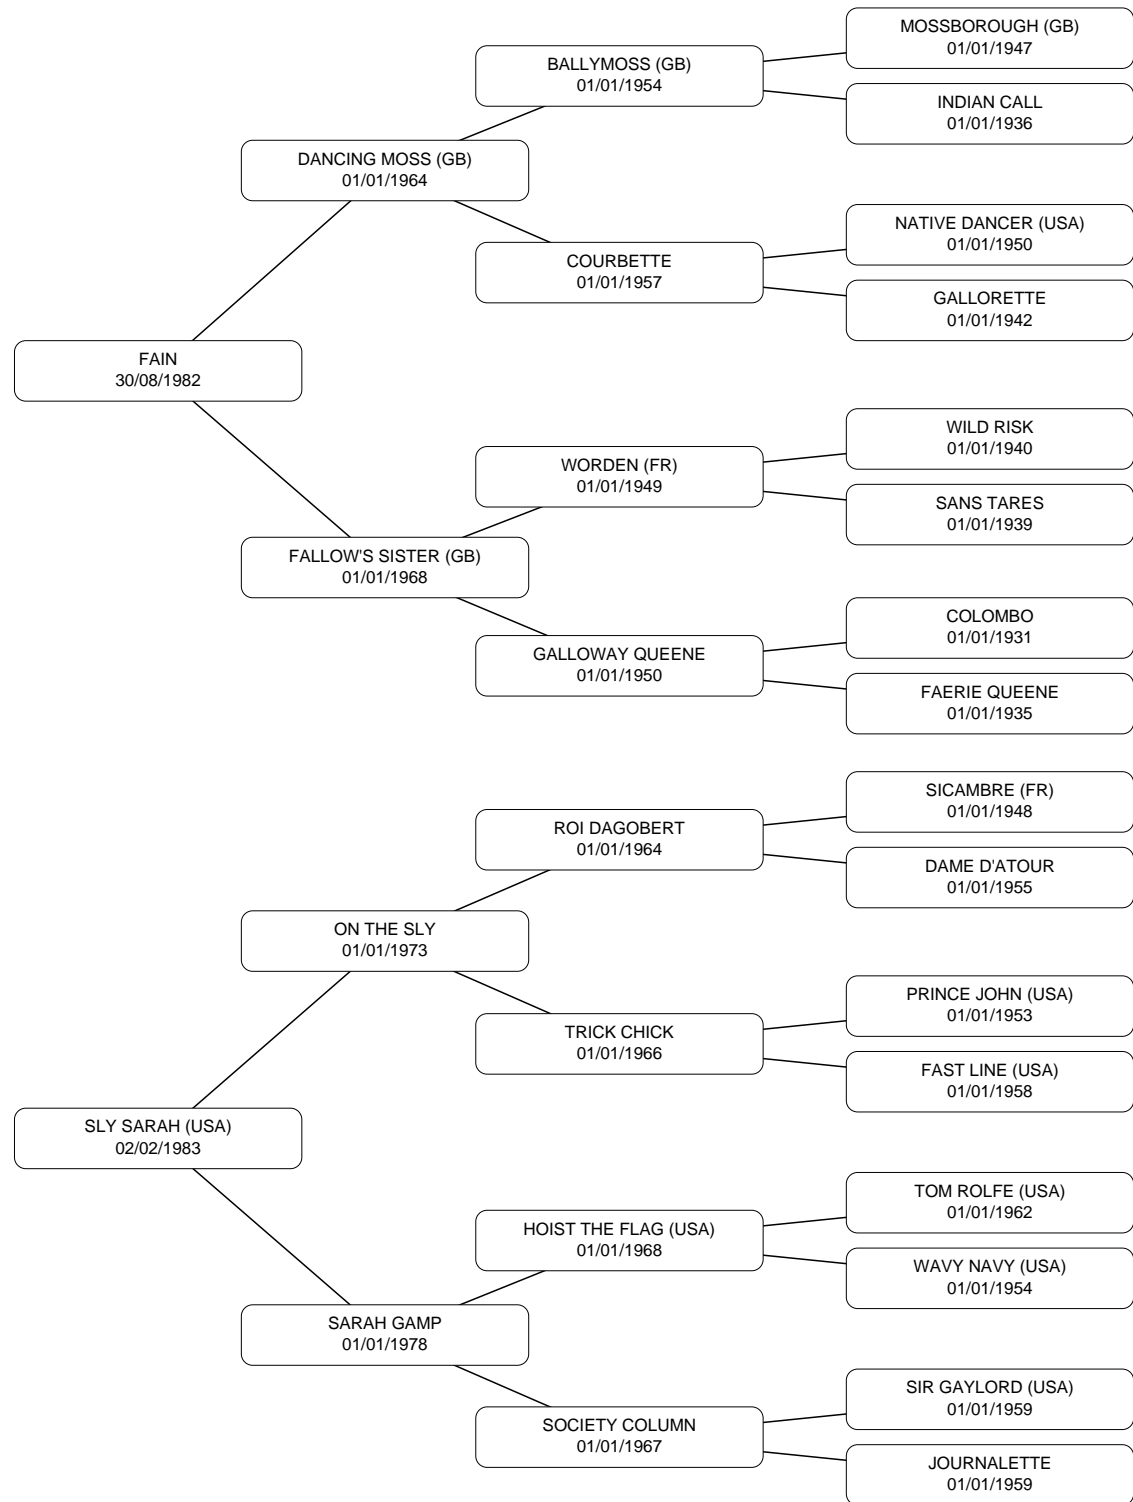 MOSSBOROUGH (GB)
01/01/1947
BALLYMOSS (GB)
01/01/1954
INDIAN CALL
01/01/1936
DANCING MOSS (GB)
01/01/1964
NATIVE DANCER (USA)
01/01/1950
COURBETTE
01/01/1957
GALLORETTE
01/01/1942
FAIN
30/08/1982
WILD RISK
01/01/1940
WORDEN (FR)
01/01/1949
SANS TARES
01/01/1939
FALLOW'S SISTER (GB)
01/01/1968
COLOMBO
01/01/1931
GALLOWAY QUEENE
01/01/1950
FAERIE QUEENE
01/01/1935
SICAMBRE (FR)
01/01/1948
ROI DAGOBERT
01/01/1964
DAME D'ATOUR
01/01/1955
ON THE SLY
01/01/1973
PRINCE JOHN (USA)
01/01/1953
TRICK CHICK
01/01/1966
FAST LINE (USA)
01/01/1958
SLY SARAH (USA)
02/02/1983
TOM ROLFE (USA)
01/01/1962
HOIST THE FLAG (USA)
01/01/1968
WAVY NAVY (USA)
01/01/1954
SARAH GAMP
01/01/1978
SIR GAYLORD (USA)
01/01/1959
SOCIETY COLUMN
01/01/1967
JOURNALETTE
01/01/1959